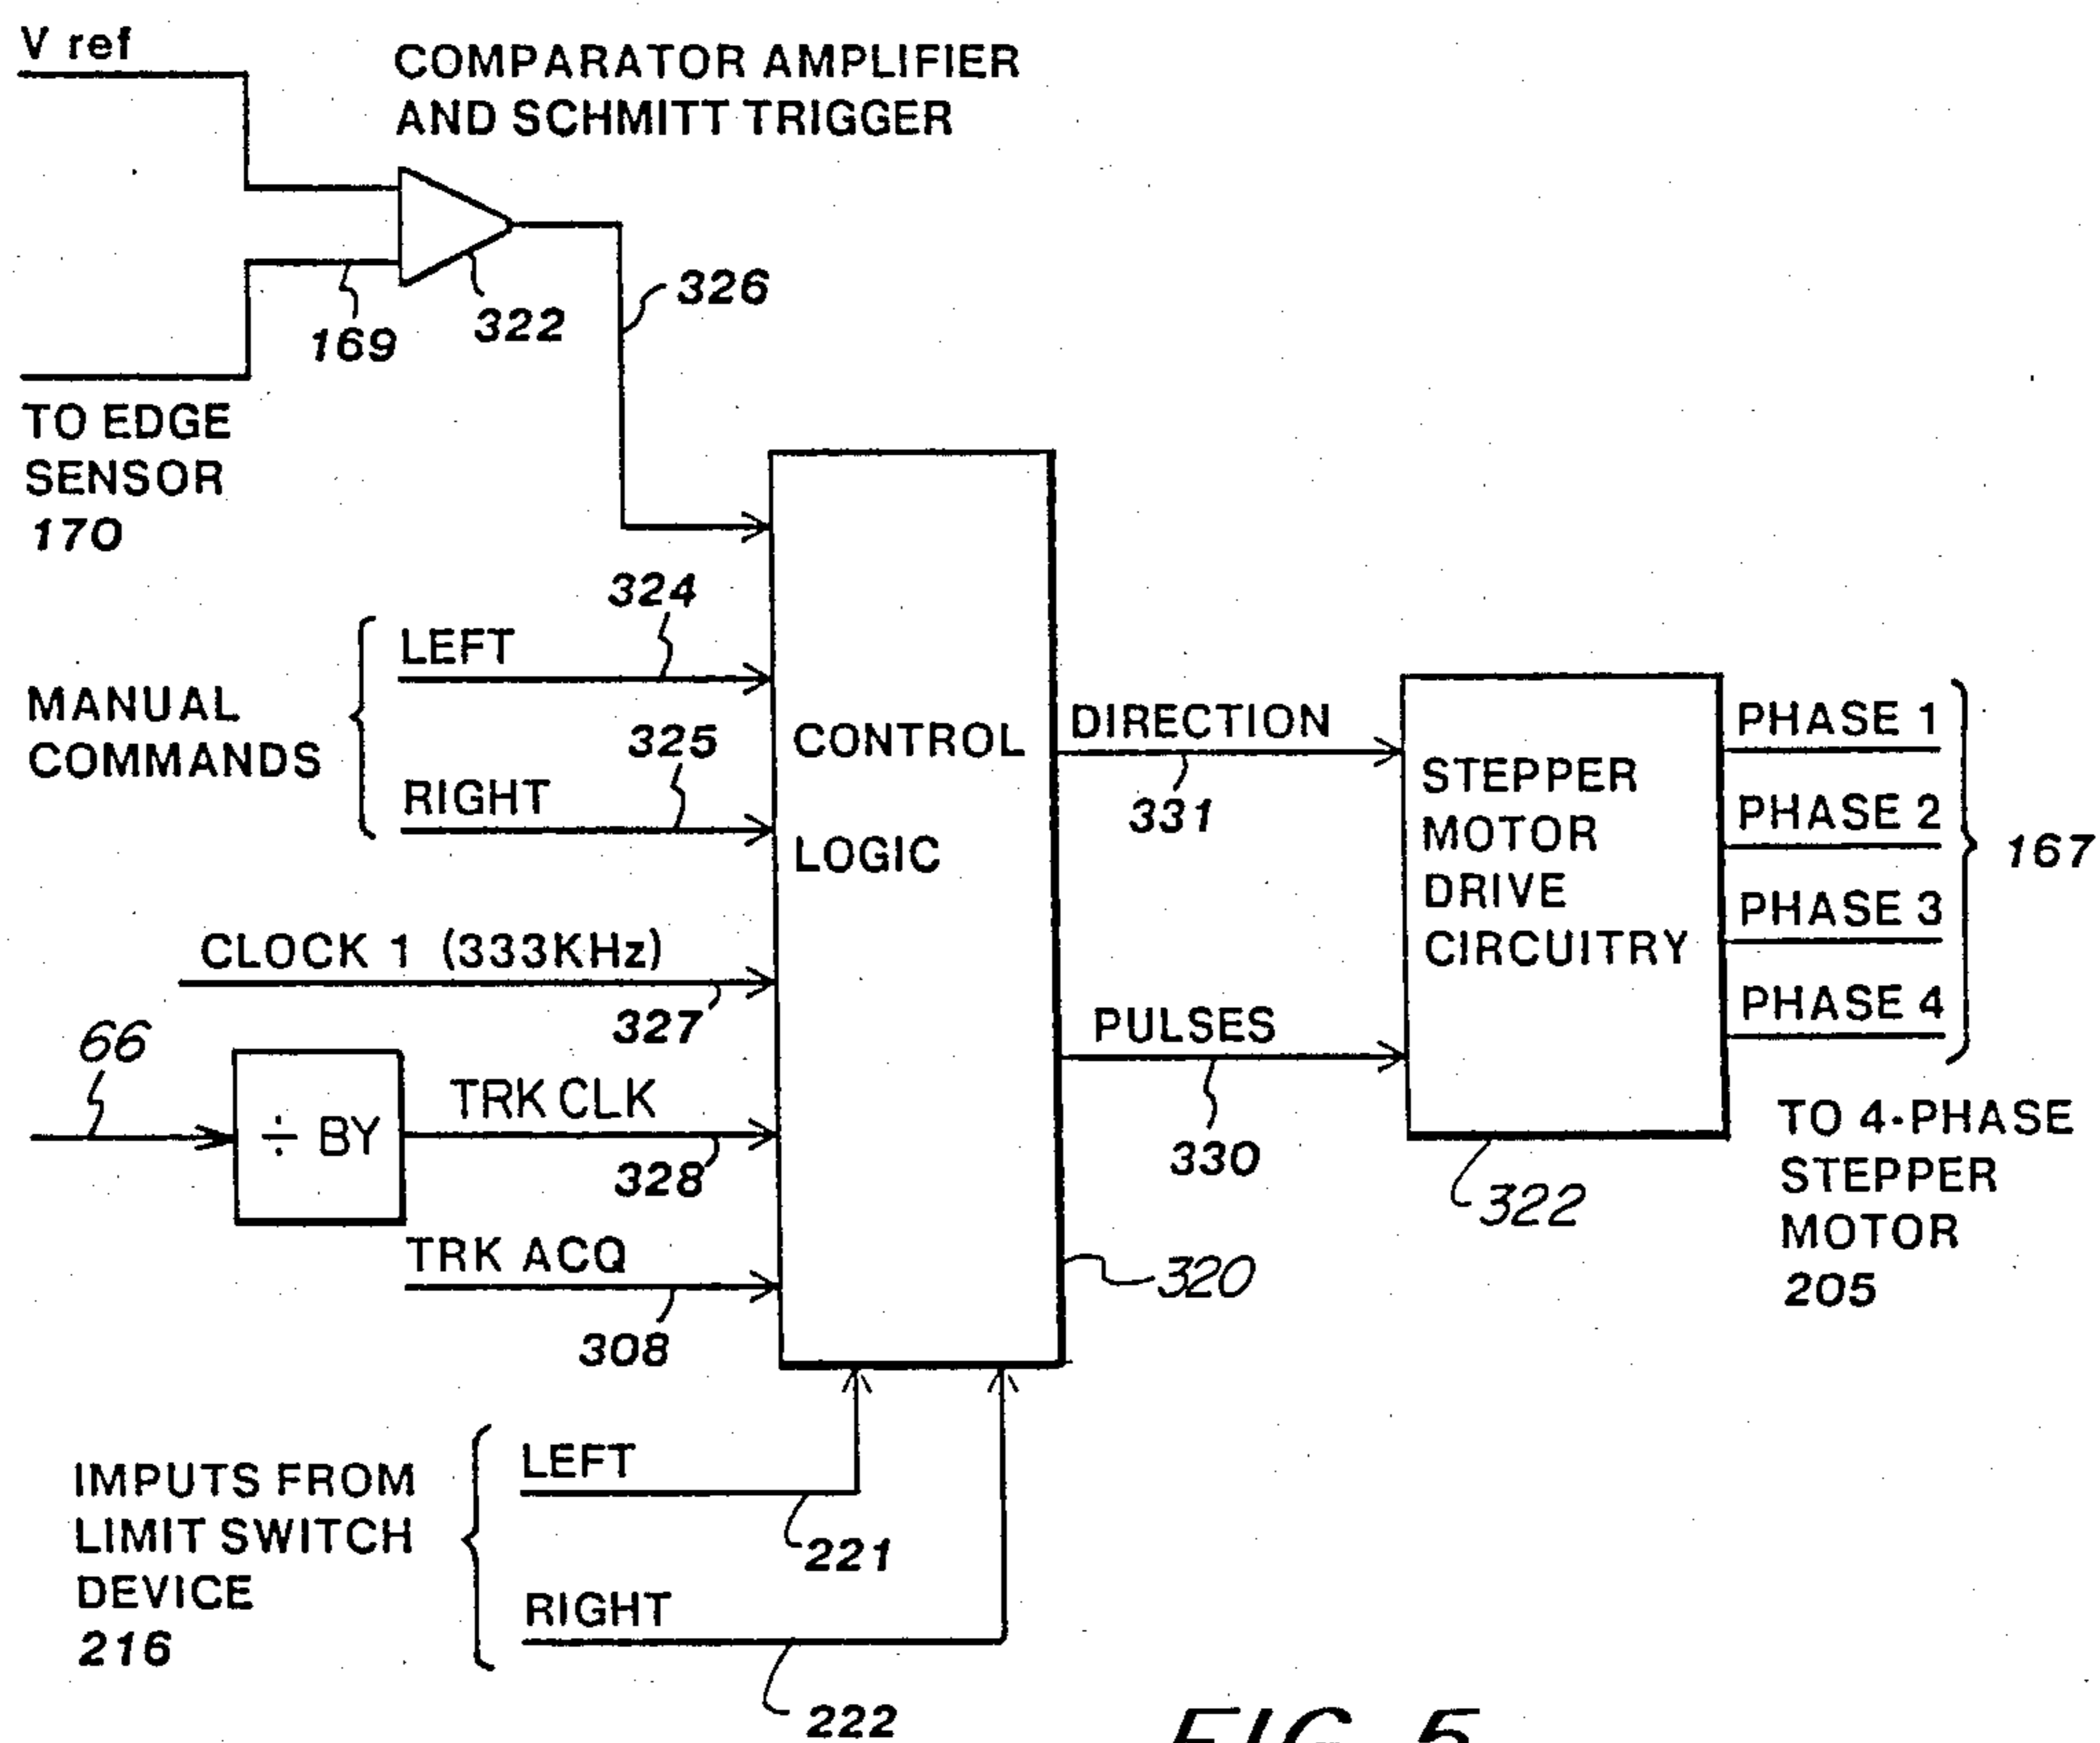 V ref
COMPARATOR AMPLIFIER
AND SCHMITT TRIGGER
326
322
169
TO EDGE
SENSOR
170
324
LEFT
MANUAL
COMMANDS
325
RIGHT
CONTROL
LOGIC
DIRECTION
331
STEPPER
MOTOR
DRIVE
CIRCUITRY
PHASE 1
PHASE 2
PHASE 3
PHASE 4
167
CLOCK 1 (333KHz)
327
66
÷ BY
TRK CLK
328
PULSES
330
322
TO 4-PHASE
STEPPER
MOTOR
205
TRK ACQ
308
320
IMPUTS FROM
LIMIT SWITCH
DEVICE
216
LEFT
221
RIGHT
222
FIG. 5